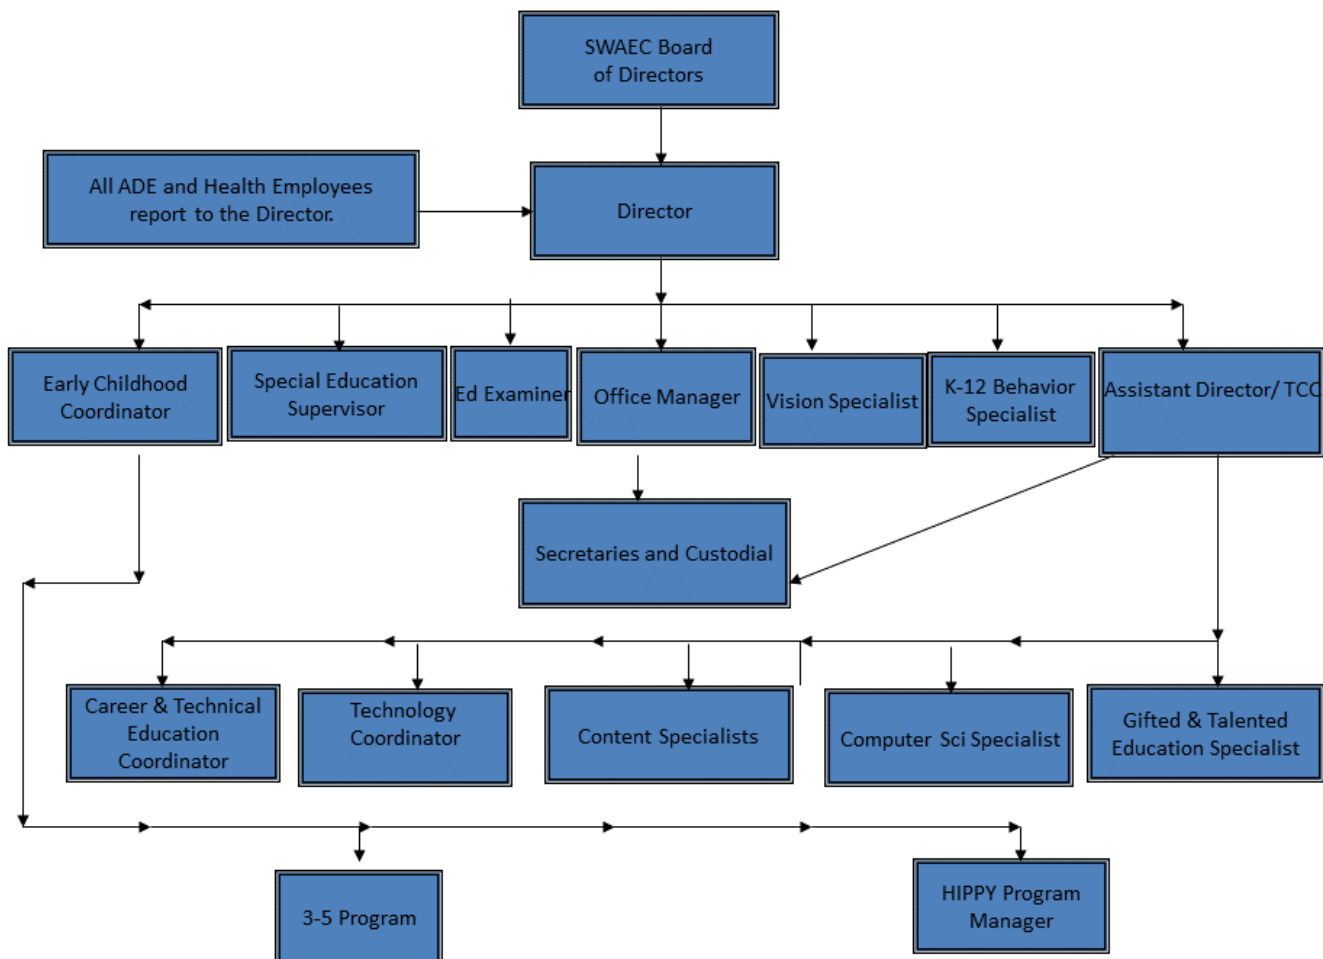 SWAEC Board
of Directors
All ADE and Health Employees
report to the Director.
Director
Early Childhood
Coordinator
Special Education
Supervisor
Ed Examiner
Office Manager
Vision Specialist
K-12 Behavior
Specialist
Assistant Director/ TCC
Secretaries and Custodial
Career & Technical
Education
Coordinator
Technology
Coordinator
Content Specialists
Computer Sci Specialist
Gifted & Talented
Education Specialist
3-5 Program
HIPPY Program
Manager